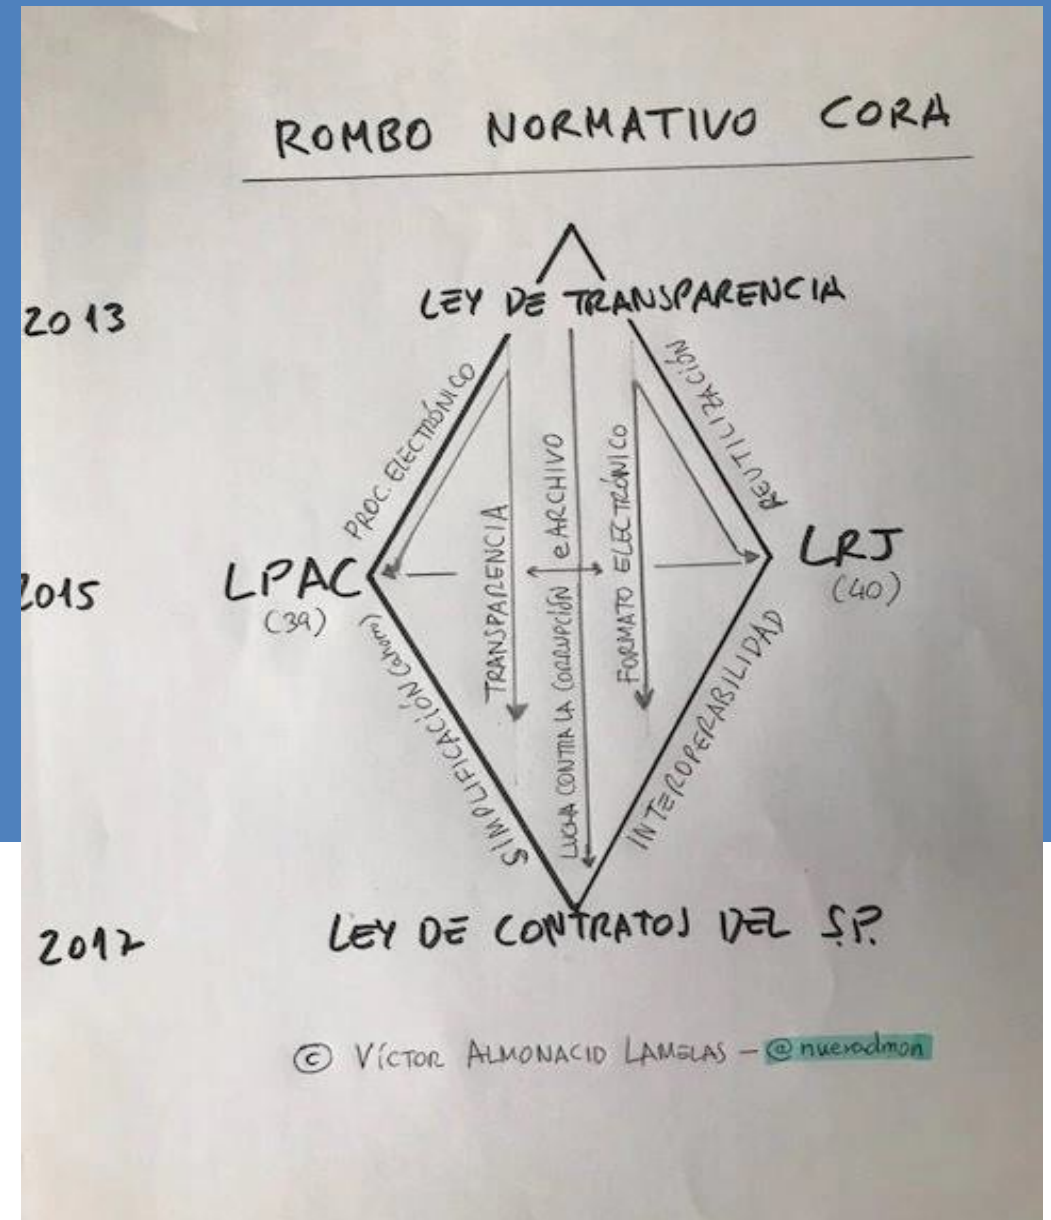 ROMBO NORMATIVO CORA
2013
LEY DE TRANSPARENCIA
PROC. ELECTRÓNICO
REUTILIZACIÓN
TRANSPARENCIA
eARCHIVO
LUCHA CONTRA LA CORRUPCIÓN
FORMATO ELECTRÓNICO
2015
LPAC
(39)
LRJ
(40)
SIMPLIFICACIÓN (ahorro)
INTEROPERABILIDAD
2017
LEY DE CONTRATOS DEL S.P.
© VÍCTOR ALMONACID LAMELAS - @nuevadmon